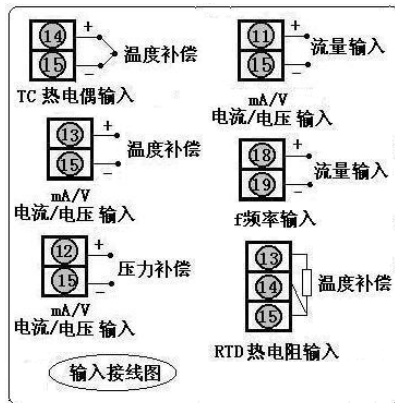 14 +
15 −
温度补偿
TC 热电偶输入
13 +
15 −
温度补偿
mA/V
电流/电压 输入
12 +
15 −
压力补偿
mA/V
电流/电压 输入
输入接线图
11 +
15 −
流量输入
mA/V
电流/电压 输入
18 +
19 −
流量输入
f频率输入
13
14
15
温度补偿
RTD 热电阻输入